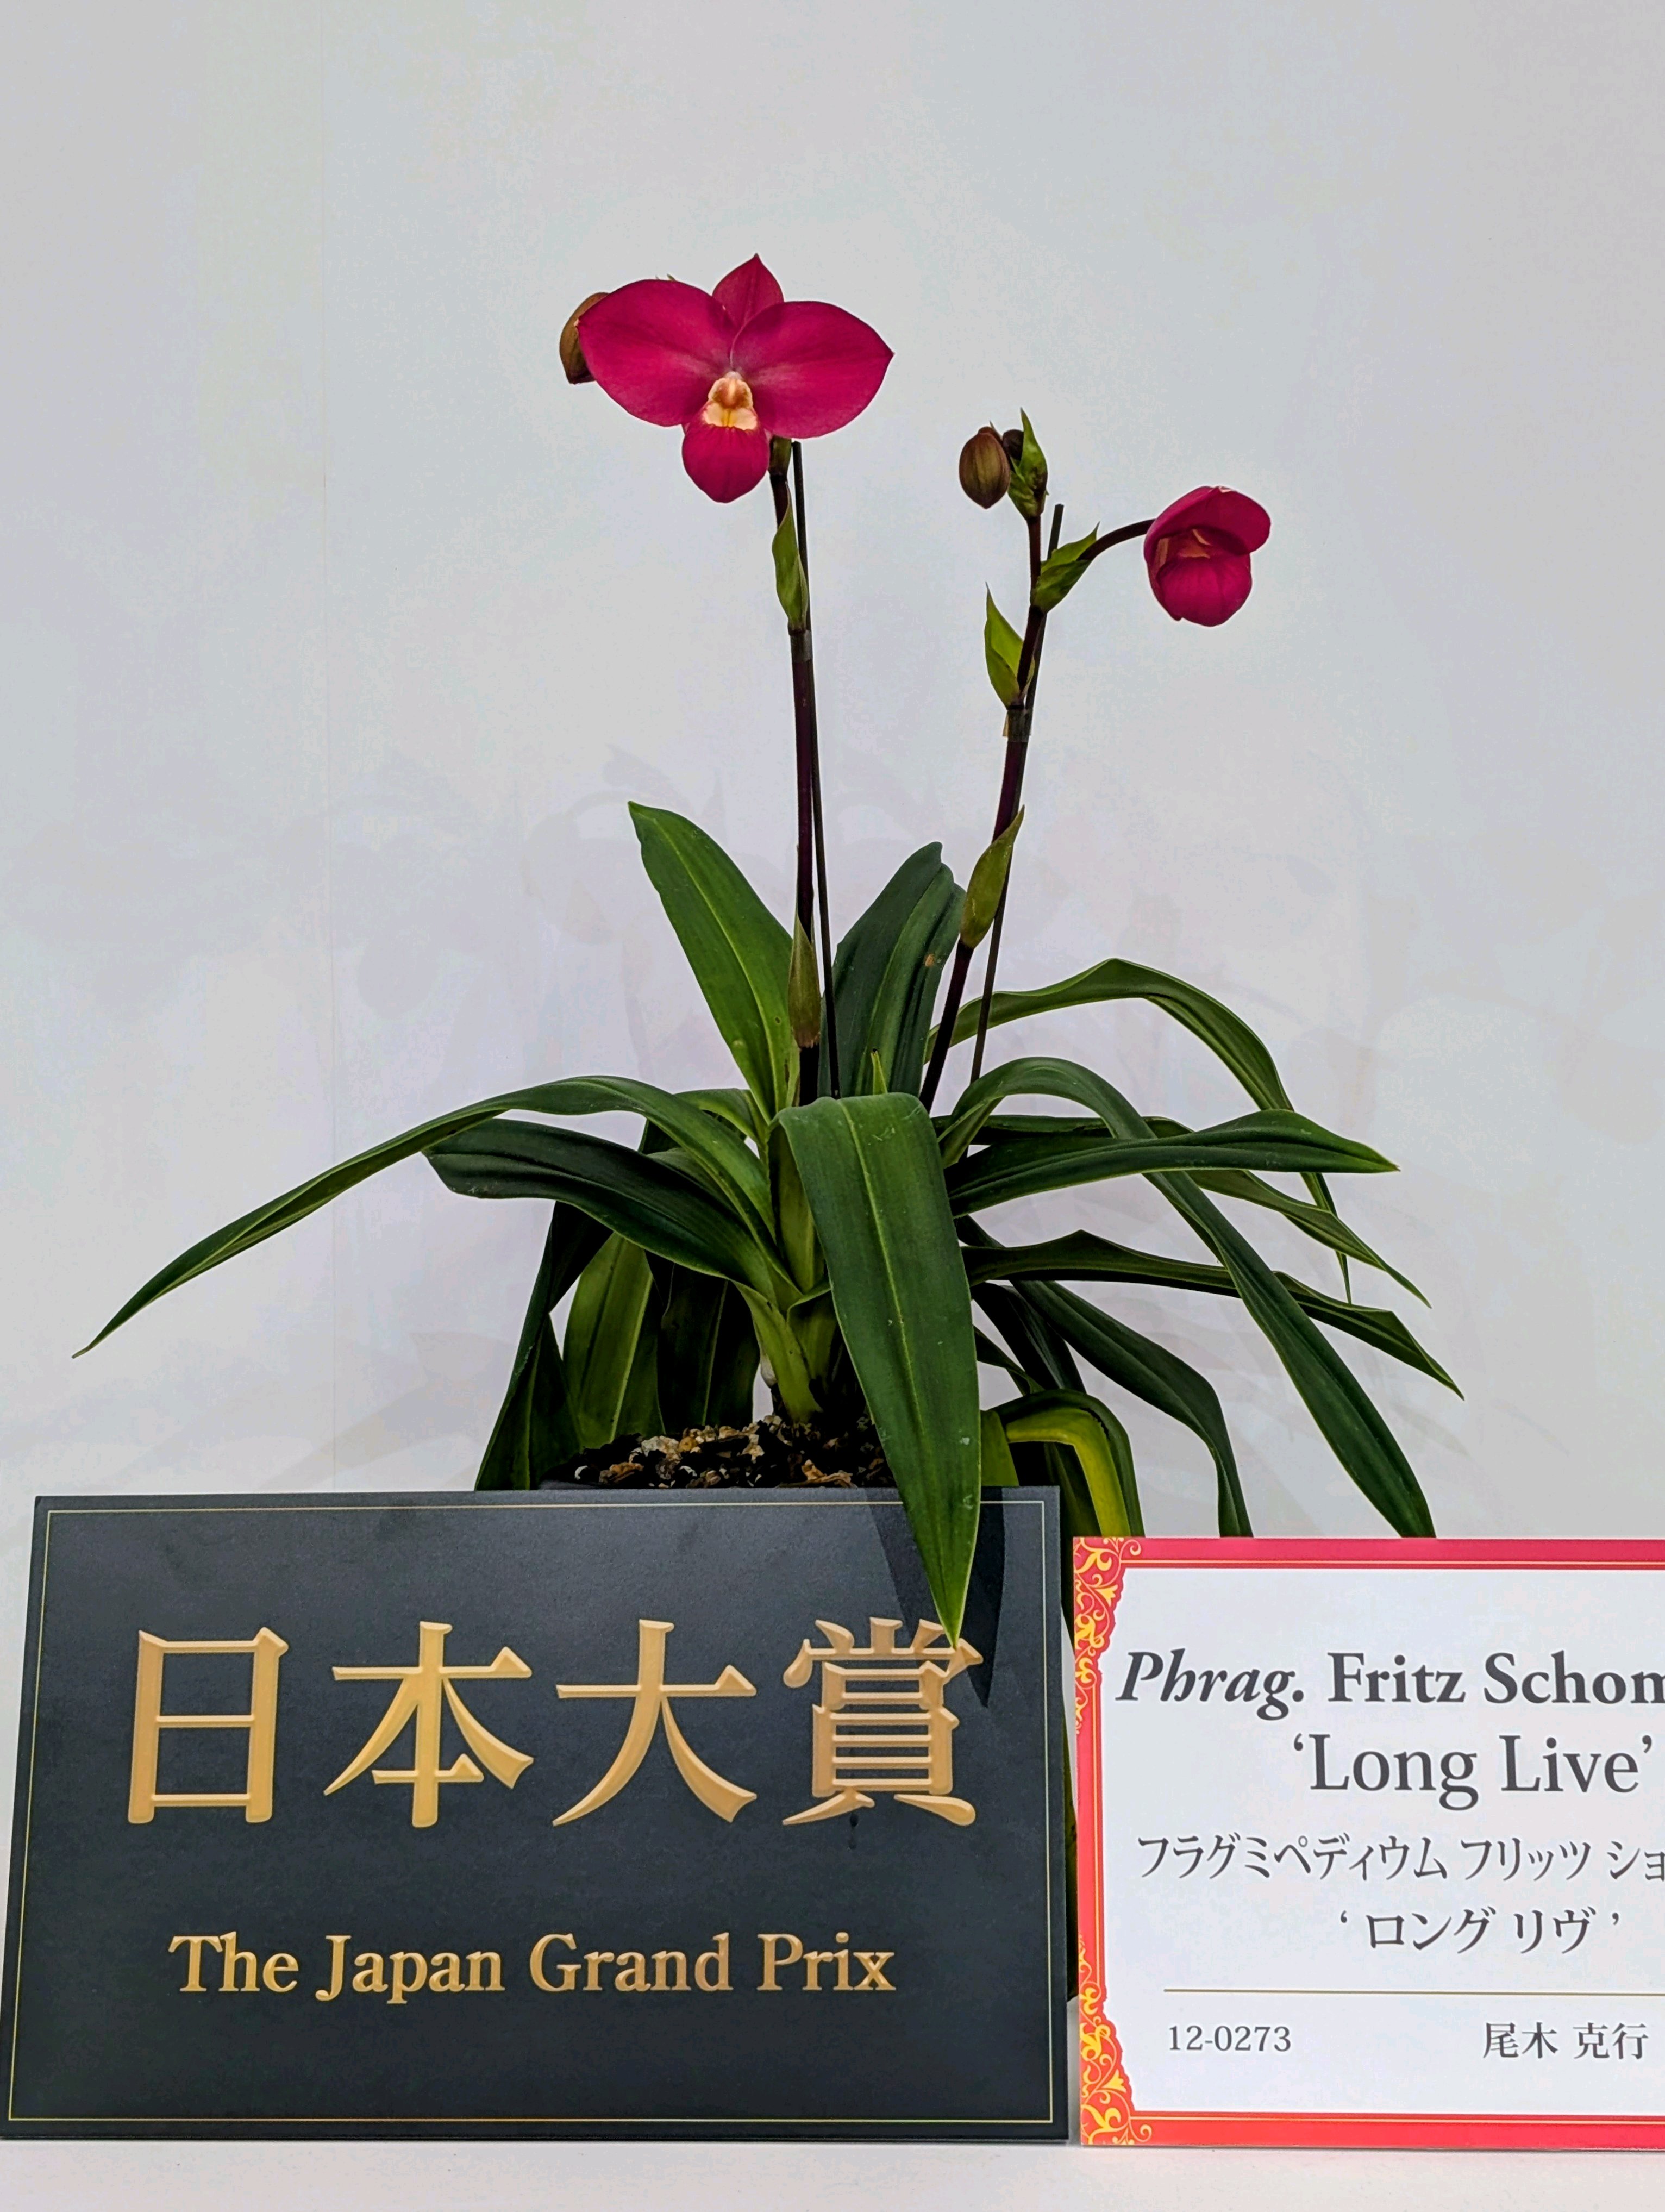 日本大賞
The Japan Grand Prix
Phrag. Fritz Schom
‘Long Live’
フラグミペディウム フリッツ ショ
‘ ロング リヴ ’
12-0273 尾木 克行